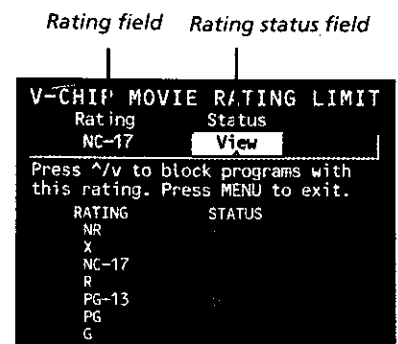 Rating field Rating status field
V-CHIP MOVIE RATING LIMIT
Rating Status
NC-17 View
Press ^/v to block programs with
this rating. Press MENU to exit.
RATING STATUS
NR
X
NC-17
R
PG-13
PG
G